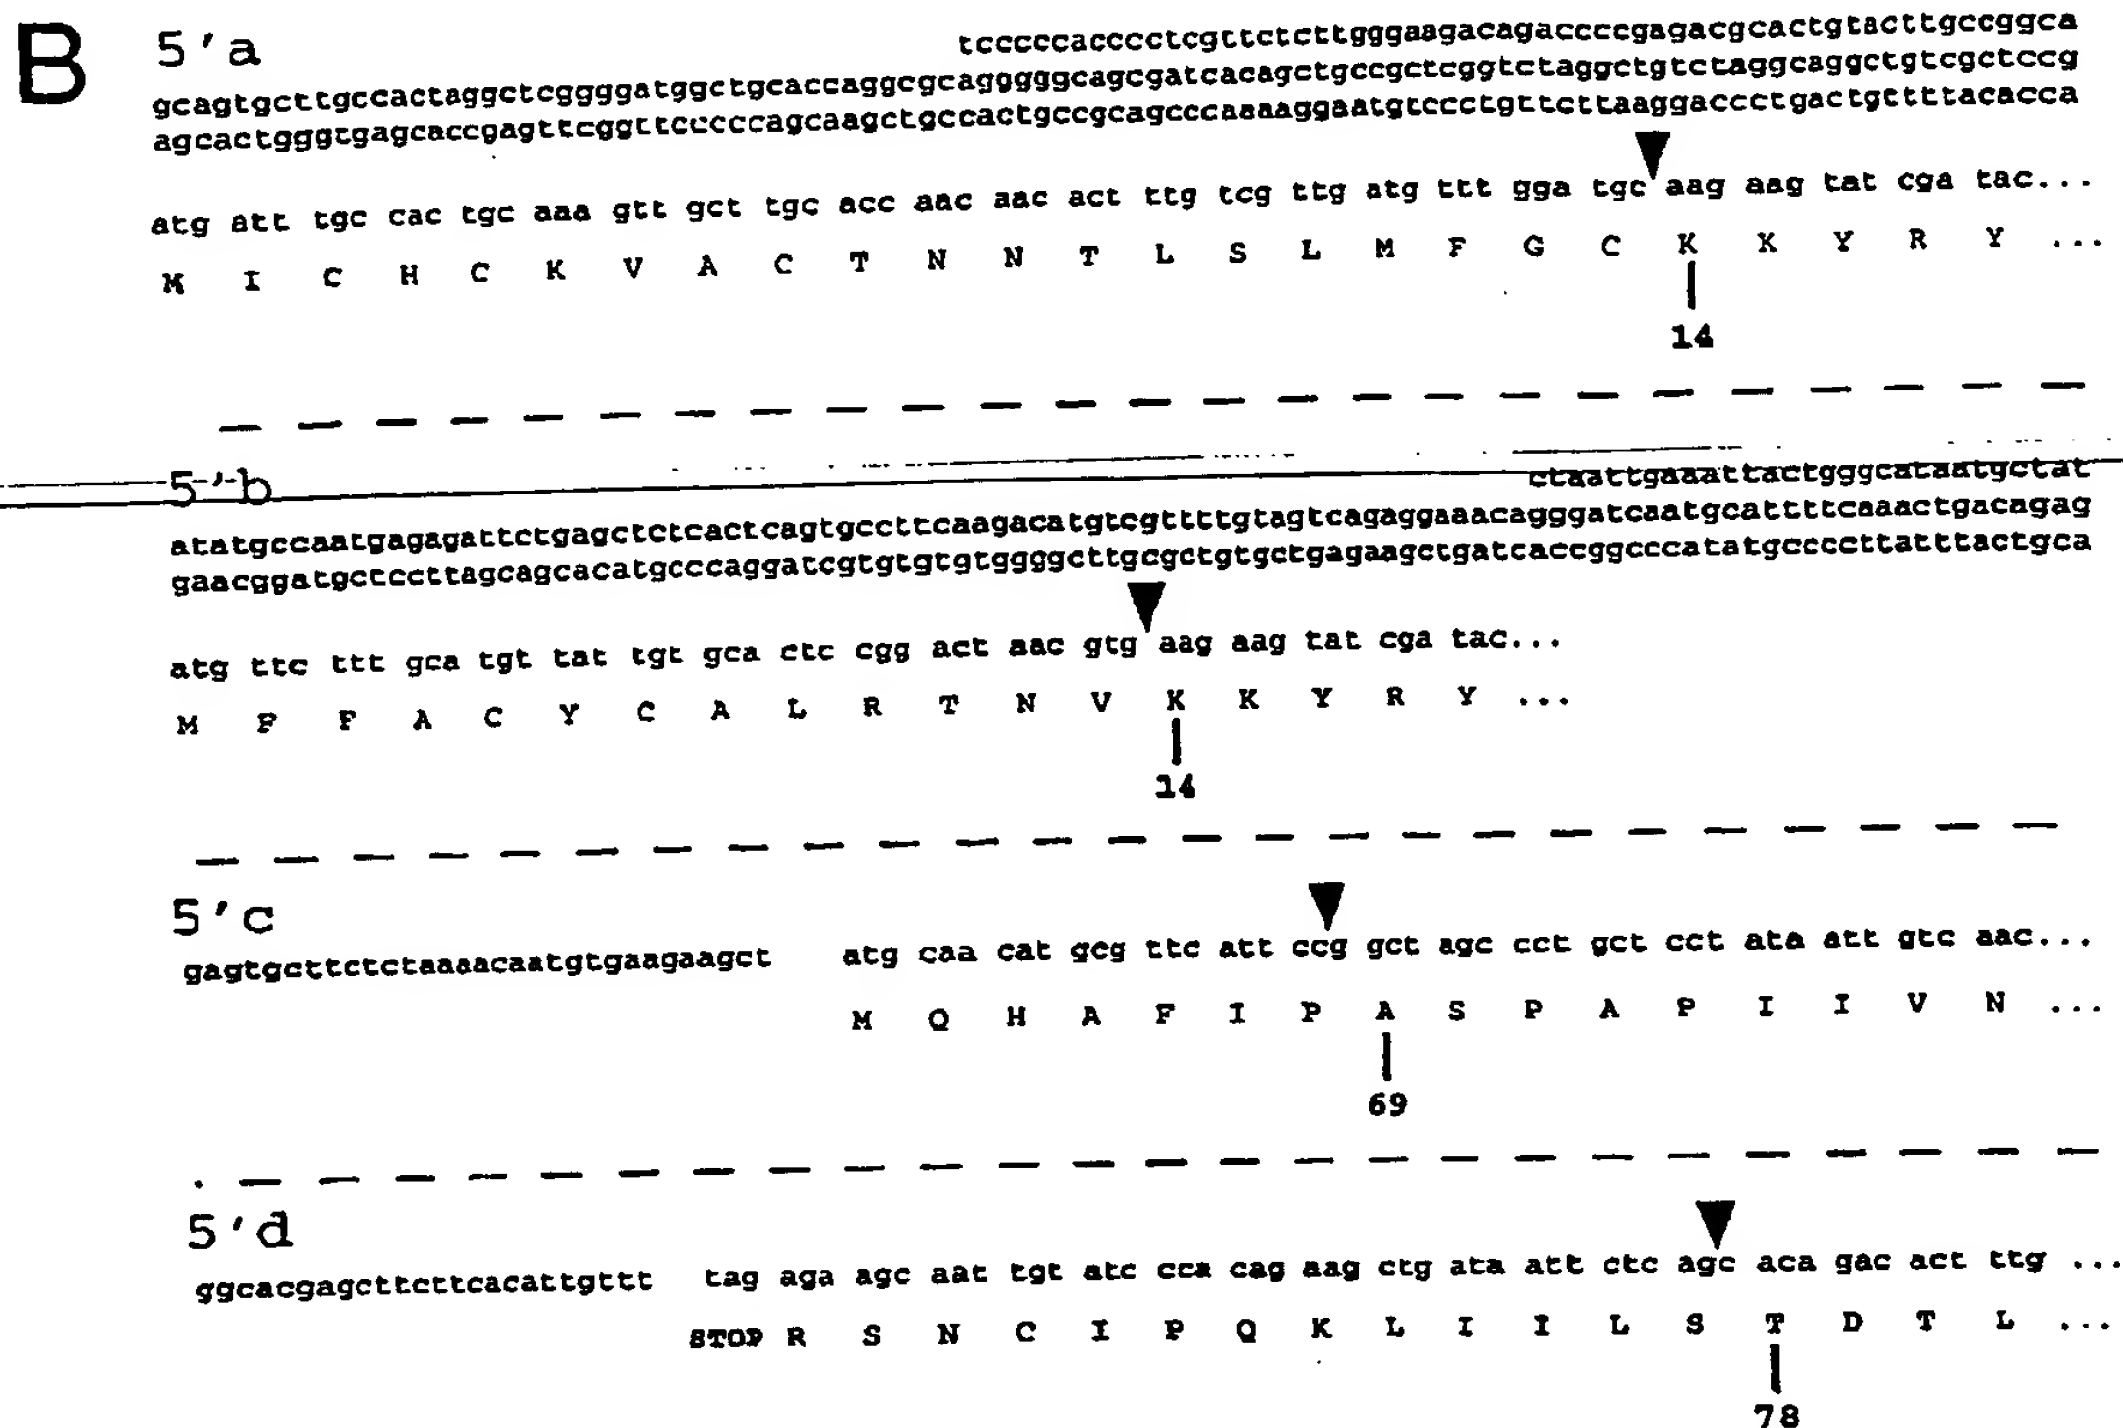 B 5'a
tcccccacccctcgttctcttgggaagacagaccccgagacgcactgtacttgccggca
gcagtgcttgccactaggctcggggatggctgcaccaggcgcagggggcagcgatcacagctgccgctcggtctaggctgtctaggcaggctgtcgctcccg
agcactgggtgagcaccgagttcggttcccccagcaagctgccactgccgcagcccaaaaggaatgtccctgttcttaaggaccctgactgcttttacacca
atg att tgc cac tgc aaa gtt gct tgc acc aac aac act ttg tcg ttg atg ttt gga tgc aag aag tat cga tac...
M I C H C K V A C T N N T L S L M F G C K K Y R Y ...
14
5'b
ctaattgaaattactgggcataatgctat
atatgccaatgagagattctgagctctcactcagtgccttcaagacatgtcgttttgtagtcagaggaaacagggatcaatgcattttcaaactgacagag
gaacggatgctcccttagcagcacatgcccaggatcgtgtgtgtggggcttgcgctgtgctgagaagctgatcaccggcccatatgccccttatttactgca
atg ttc ttt gca tgt tat tgt gca ctc cgg act aac gtg aag aag tat cga tac...
M F F A C Y C A L R T N V K K Y R Y ...
14
5'c
gagtgcttctctaaaacaatgtgaagaagct atg caa cat gcg ttc att ccg gct agc cct gct cct ata att gtc aac...
M Q H A F I P A S P A P I I V N ...
69
5'd
ggcacgagcttcttcacattgttt tag aga agc aat tgt atc cca cag aag ctg ata att ctc agc aca gac act ttg ...
STOP R S N C I P Q K L I I L S T D T L ...
78